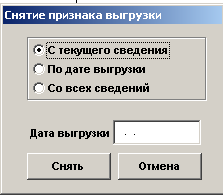 Снятие признака выгрузки
С текущего сведения
По дате выгрузки
Со всех сведений
Дата выгрузки . .
Снять Отмена